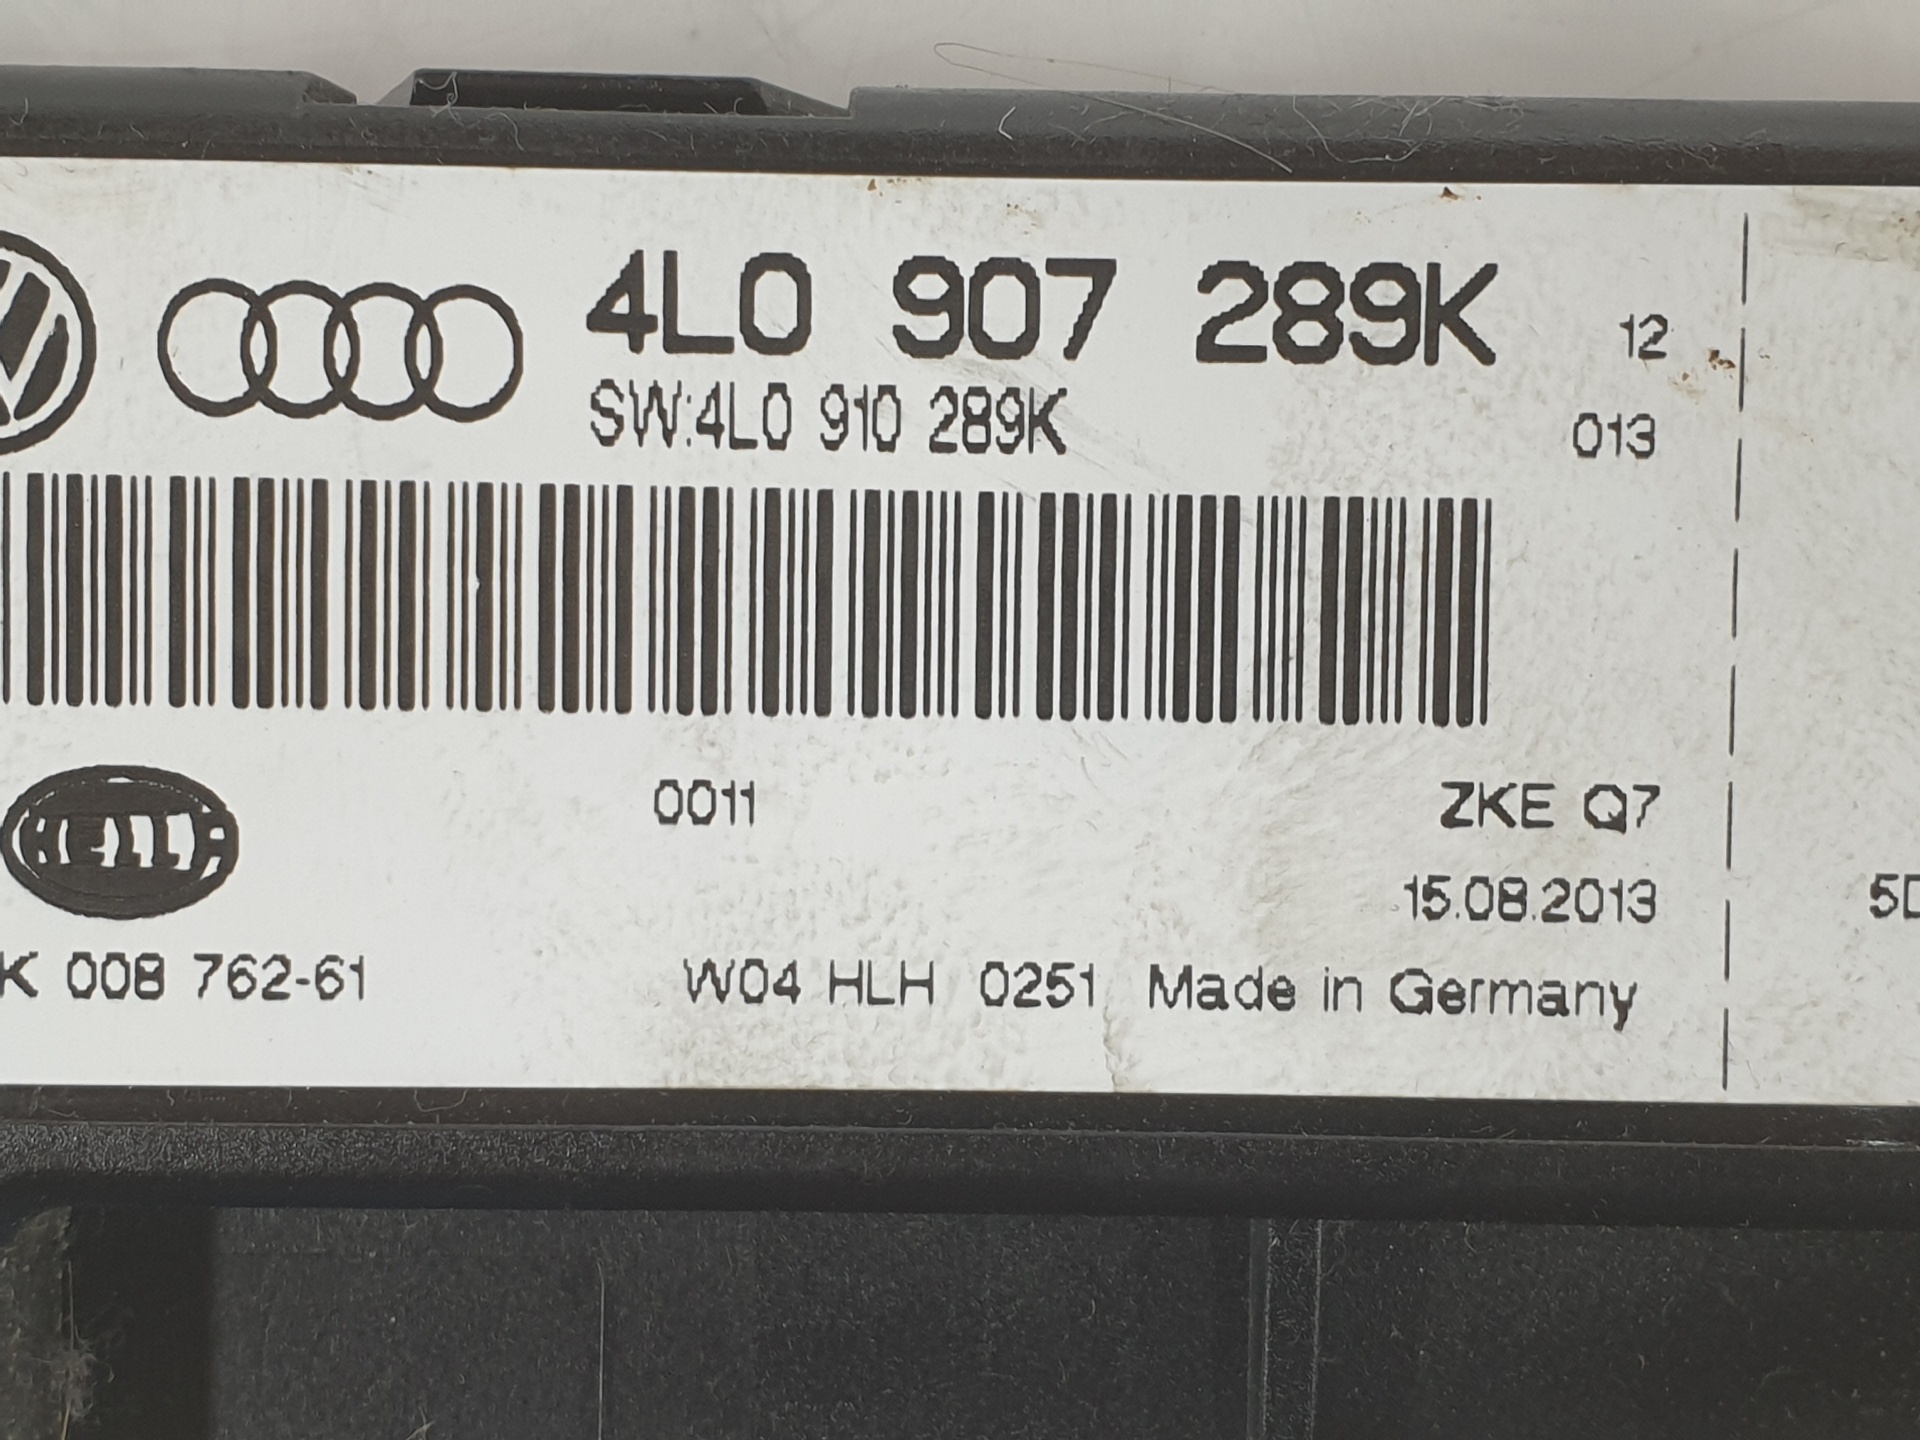 4L0 907 289K 12
SW:4L0 910 289K 013
0011 ZKE Q7
HELLA
15.08.2013 5D
K 008 762-61 W04 HLH 0251 Made in Germany